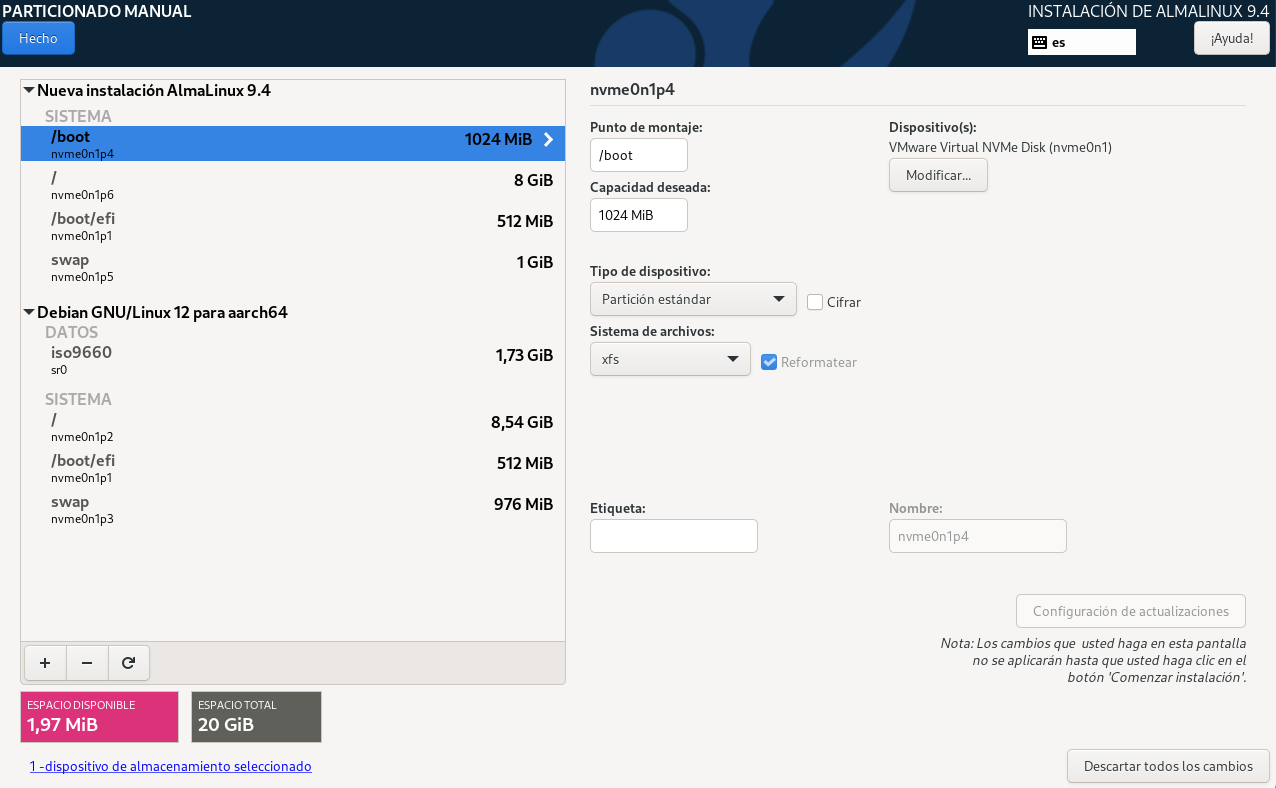 PARTICIONADO MANUAL
INSTALACIÓN DE ALMALINUX 9.4
Hecho
es
¡Ayuda!
Nueva instalación AlmaLinux 9.4
SISTEMA
/boot 1024 MiB
nvme0n1p4
/ 8 GiB
nvme0n1p6
/boot/efi 512 MiB
nvme0n1p1
swap 1 GiB
nvme0n1p5
Debian GNU/Linux 12 para aarch64
DATOS
iso9660 1,73 GiB
sr0
SISTEMA
/ 8,54 GiB
nvme0n1p2
/boot/efi 512 MiB
nvme0n1p1
swap 976 MiB
nvme0n1p3
+ −
ESPACIO DISPONIBLE
1,97 MiB
ESPACIO TOTAL
20 GiB
1 -dispositivo de almacenamiento seleccionado
nvme0n1p4
Punto de montaje:
/boot
Dispositivo(s):
VMware Virtual NVMe Disk (nvme0n1)
Modificar...
Capacidad deseada:
1024 MiB
Tipo de dispositivo:
Partición estándar
Cifrar
Sistema de archivos:
xfs
Reformatear
Etiqueta:
Nombre:
nvme0n1p4
Configuración de actualizaciones
Nota: Los cambios que  usted haga en esta pantalla
no se aplicarán hasta que usted haga clic en el
botón 'Comenzar instalación'.
Descartar todos los cambios